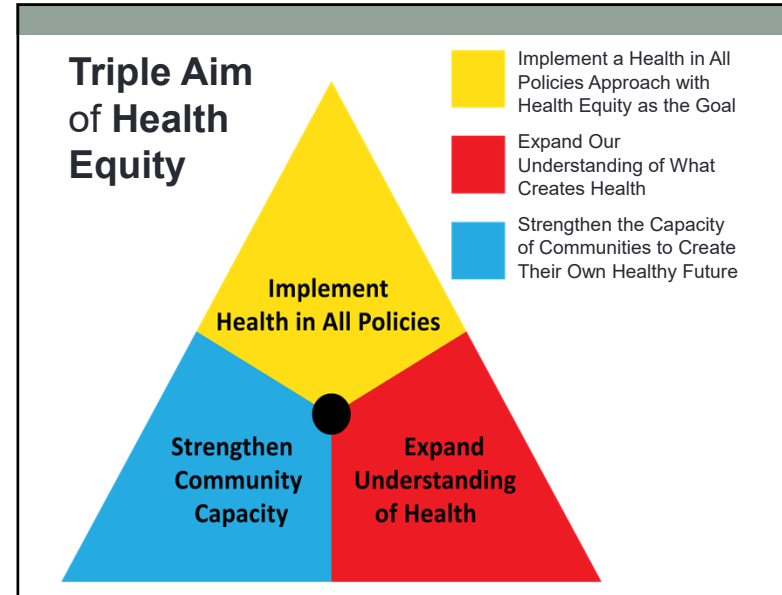 Triple Aim
of Health
Equity
Implement a Health in All
Policies Approach with
Health Equity as the Goal
Expand Our
Understanding of What
Creates Health
Strengthen the Capacity
of Communities to Create
Their Own Healthy Future
Implement
Health in All Policies
Strengthen
Community
Capacity
Expand
Understanding
of Health